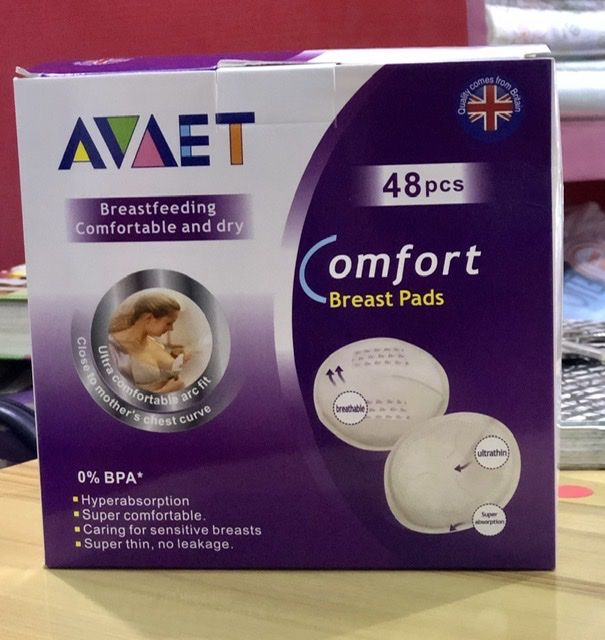 AVAET
Quality comes from Britain
48pcs
Breastfeeding
Comfortable and dry
Comfort
Breast Pads
Ultra comfortable arc fit
Close to mother's chest curve
breathable
ultrathin
Super
absorption
0% BPA*
Hyperabsorption
Super comfortable.
Caring for sensitive breasts
Super thin, no leakage.